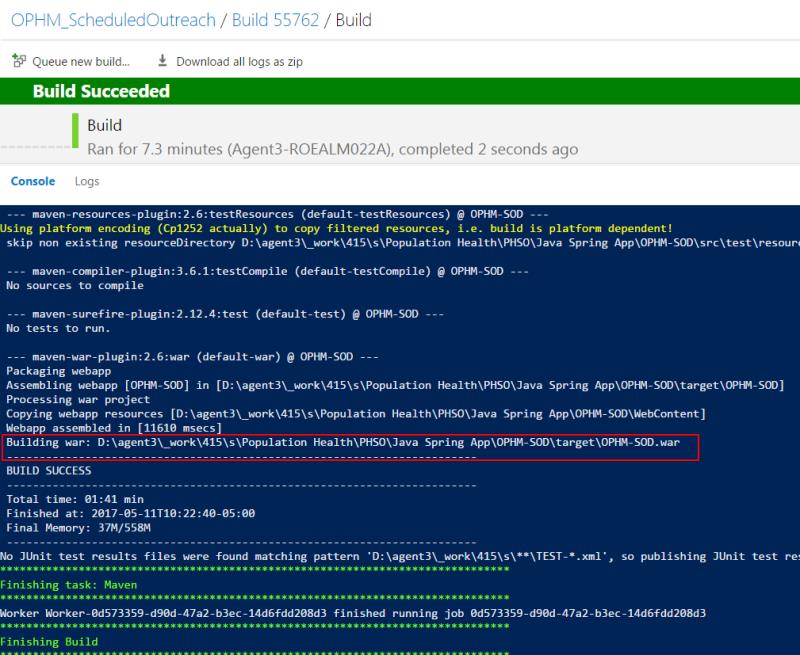 OPHM_ScheduledOutreach / Build 55762 / Build
Queue new build... Download all logs as zip
Build Succeeded
Build
Ran for 7.3 minutes (Agent3-ROEALM022A), completed 2 seconds ago
Console Logs
--- maven-resources-plugin:2.6:testResources (default-testResources) @ OPHM-SOD ---
Using platform encoding (Cp1252 actually) to copy filtered resources, i.e. build is platform dependent!
skip non existing resourceDirectory D:\agent3\_work\415\s\Population Health\PHSO\Java Spring App\OPHM-SOD\src\test\resour
--- maven-compiler-plugin:3.6.1:testCompile (default-testCompile) @ OPHM-SOD ---
No sources to compile
--- maven-surefire-plugin:2.12.4:test (default-test) @ OPHM-SOD ---
No tests to run.
--- maven-war-plugin:2.6:war (default-war) @ OPHM-SOD ---
Packaging webapp
Assembling webapp [OPHM-SOD] in [D:\agent3\_work\415\s\Population Health\PHSO\Java Spring App\OPHM-SOD\target\OPHM-SOD]
Processing war project
Copying webapp resources [D:\agent3\_work\415\s\Population Health\PHSO\Java Spring App\OPHM-SOD\WebContent]
Webapp assembled in [11610 msecs]
Building war: D:\agent3\_work\415\s\Population Health\PHSO\Java Spring App\OPHM-SOD\target\OPHM-SOD.war
------------------------------------------------------------------------
BUILD SUCCESS
------------------------------------------------------------------------
Total time: 01:41 min
Finished at: 2017-05-11T10:22:40-05:00
Final Memory: 37M/558M
------------------------------------------------------------------------
No JUnit test results files were found matching pattern 'D:\agent3\_work\415\s\**\TEST-*.xml', so publishing JUnit test res
******************************************************************************
Finishing task: Maven
******************************************************************************
Worker Worker-0d573359-d90d-47a2-b3ec-14d6fdd208d3 finished running job 0d573359-d90d-47a2-b3ec-14d6fdd208d3
******************************************************************************
Finishing Build
******************************************************************************